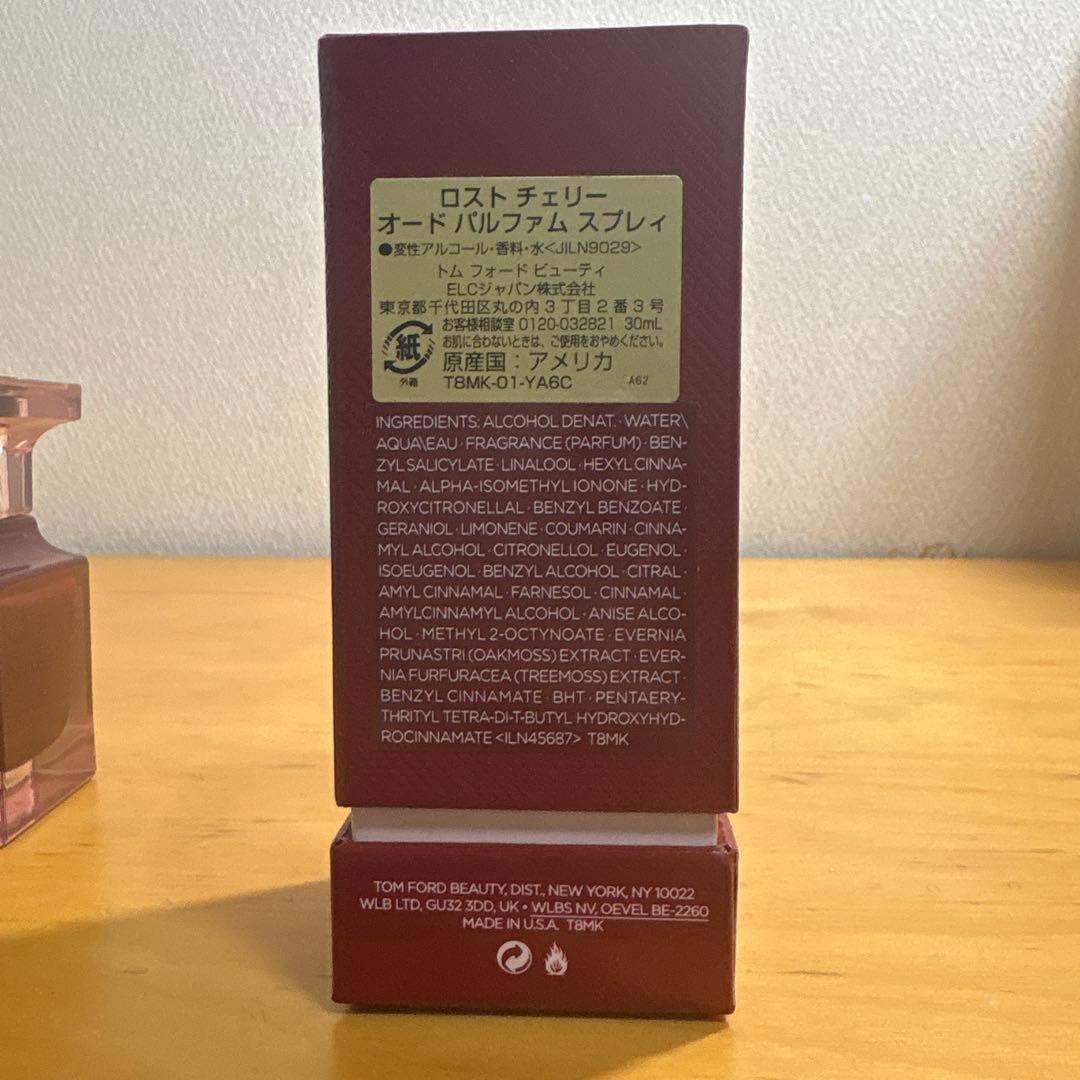 ロスト チェリー
オード パルファム スプレィ
●変性アルコール・香料・水<JILN9029>
トム フォード ビューティ
ELCジャパン株式会社
東京都千代田区丸の内3丁目2番3号
お客様相談室 0120-032821 30mL
お肌に合わないときは、ご使用をおやめください。
紙
外箱
原産国：アメリカ
T8MK-01-YA6C A62
INGREDIENTS: ALCOHOL DENAT. · WATER\
AQUA\EAU · FRAGRANCE (PARFUM) · BEN-
ZYL SALICYLATE · LINALOOL · HEXYL CINNA-
MAL · ALPHA-ISOMETHYL IONONE · HYD-
ROXYCITRONELLAL · BENZYL BENZOATE ·
GERANIOL · LIMONENE · COUMARIN · CINNA-
MYL ALCOHOL · CITRONELLOL · EUGENOL ·
ISOEUGENOL · BENZYL ALCOHOL · CITRAL ·
AMYL CINNAMAL · FARNESOL · CINNAMAL ·
AMYLCINNAMYL ALCOHOL · ANISE ALCO-
HOL · METHYL 2-OCTYNOATE · EVERNIA
PRUNASTRI (OAKMOSS) EXTRACT · EVER-
NIA FURFURACEA (TREEMOSS) EXTRACT ·
BENZYL CINNAMATE · BHT · PENTAERY-
THRITYL TETRA-DI-T-BUTYL HYDROXYHYD-
ROCINNAMATE <ILN45687> T8MK
TOM FORD BEAUTY, DIST., NEW YORK, NY 10022
WLB LTD, GU32 3DD, UK • WLBS NV, OEVEL BE-2260
MADE IN U.S.A. T8MK